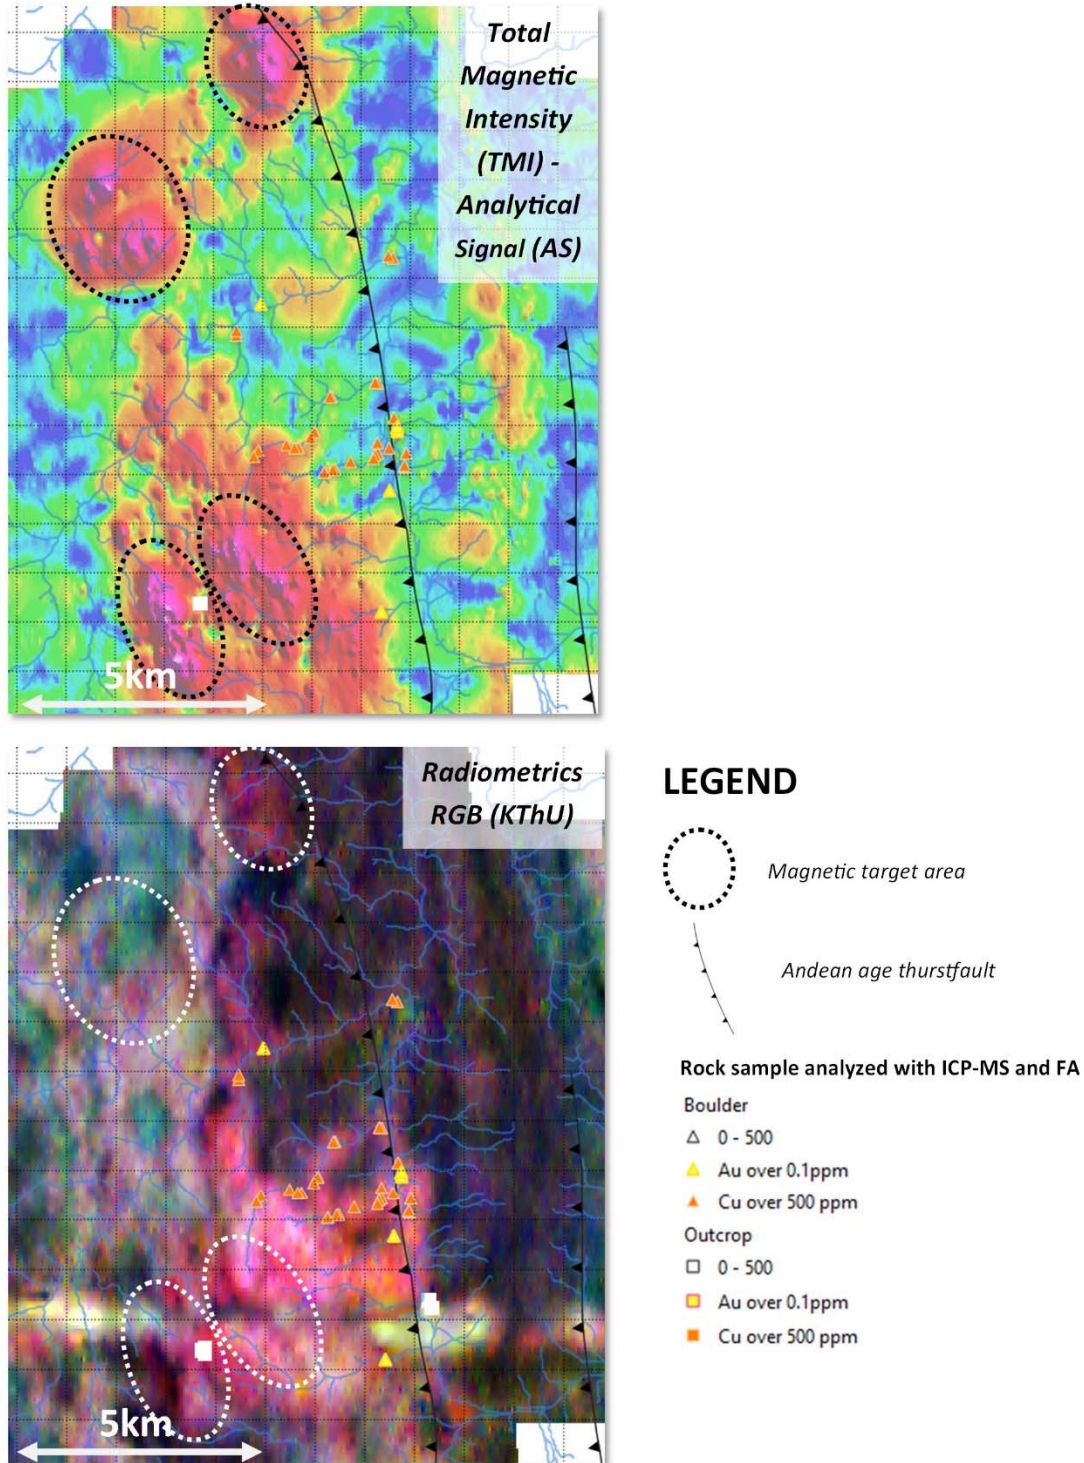 Total
Magnetic
Intensity
(TMI) -
Analytical
Signal (AS)
5km
Radiometrics
RGB (KThU)
5km
LEGEND
Magnetic target area
Andean age thurstfault
Rock sample analyzed with ICP-MS and FA
Boulder
0 - 500
Au over 0.1ppm
Cu over 500 ppm
Outcrop
0 - 500
Au over 0.1ppm
Cu over 500 ppm